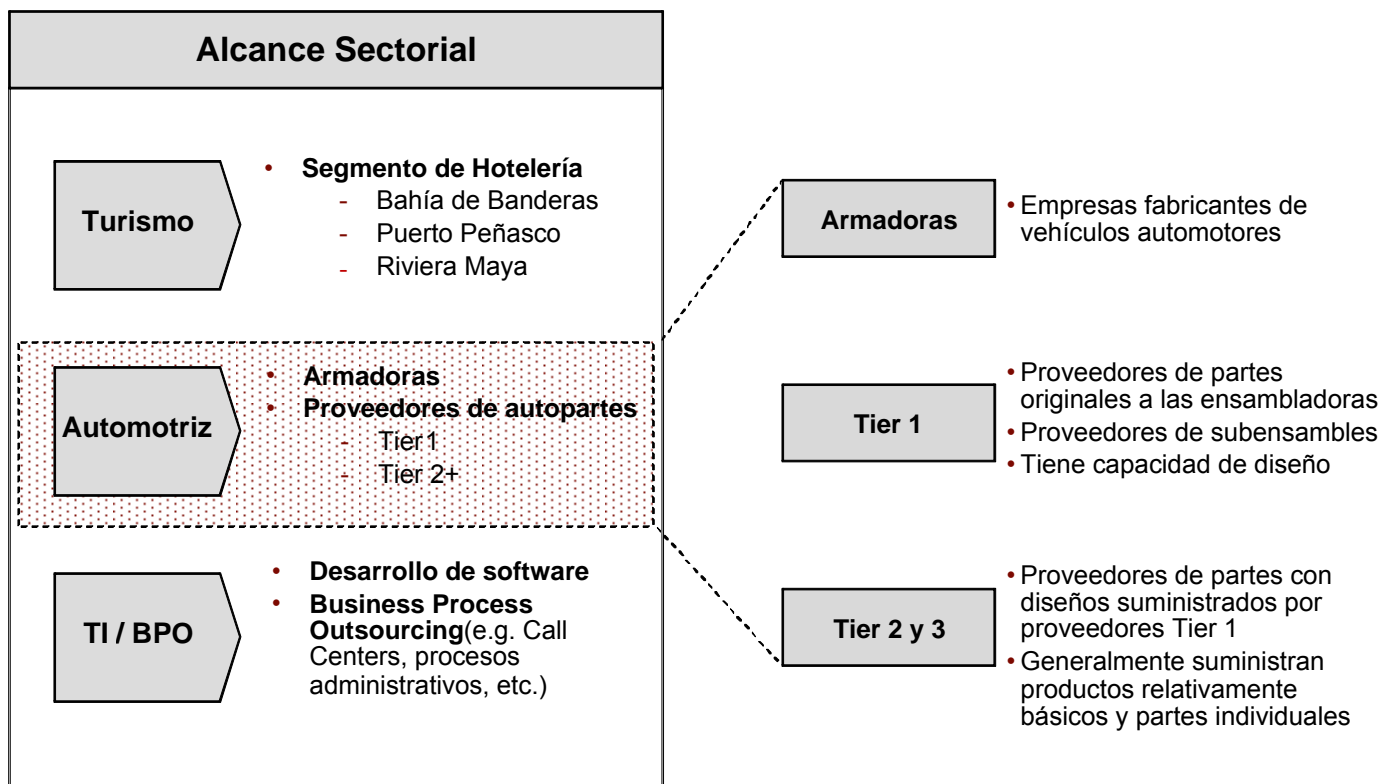 Alcance Sectorial
Turismo
• Segmento de Hotelería
- Bahía de Banderas
- Puerto Peñasco
- Riviera Maya
Automotriz
• Armadoras
• Proveedores de autopartes
- Tier 1
- Tier 2+
TI / BPO
• Desarrollo de software
• Business Process
Outsourcing(e.g. Call
Centers, procesos
administrativos, etc.)
Armadoras
• Empresas fabricantes de
vehículos automotores
Tier 1
• Proveedores de partes
originales a las ensambladoras
• Proveedores de subensambles
• Tiene capacidad de diseño
Tier 2 y 3
• Proveedores de partes con
diseños suministrados por
proveedores Tier 1
• Generalmente suministran
productos relativamente
básicos y partes individuales